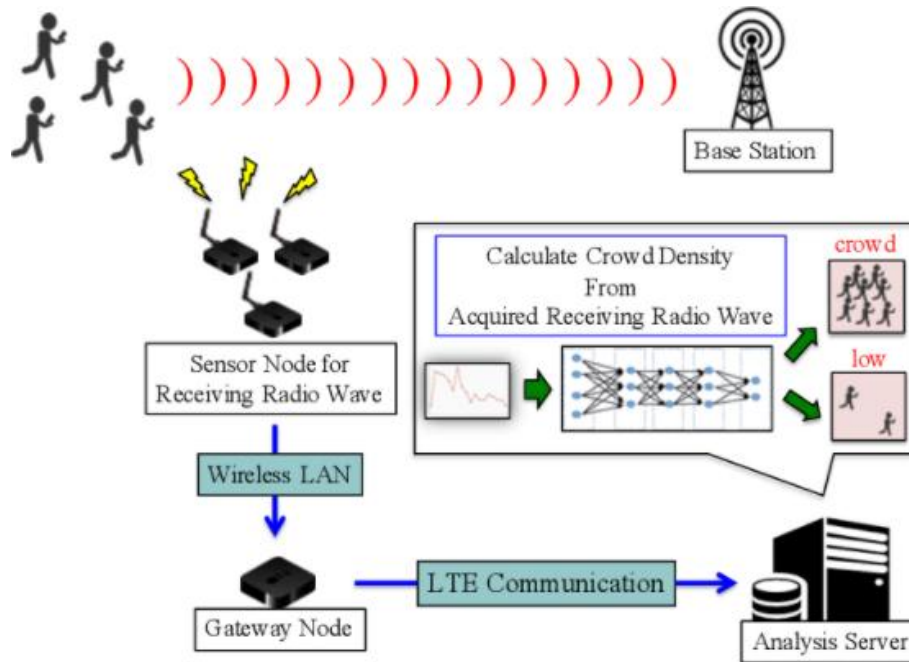 Base Station
Calculate Crowd Density
From
Acquired Receiving Radio Wave
crowd
low
Sensor Node for
Receiving Radio Wave
Wireless LAN
LTE Communication
Gateway Node
Analysis Server